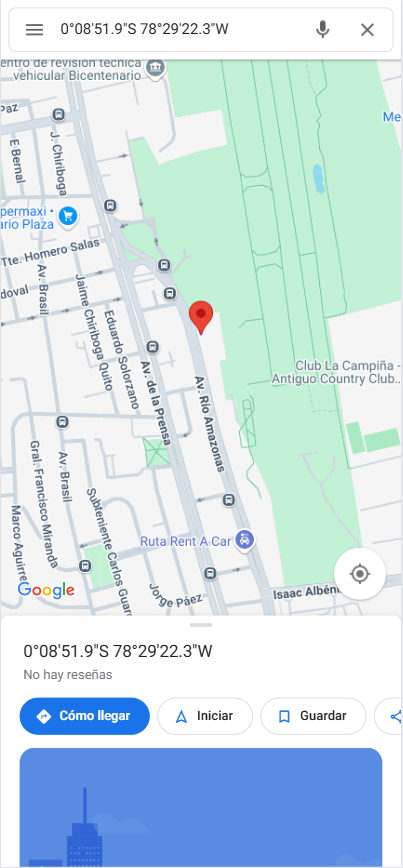 0°08'51.9"S 78°29'22.3"W
entro de revisión técnica
vehicular Bicentenario
Paz
E Bernal
J. Chiriboga
Me
permaxi •
ario Plaza
Tte. Homero Salas
doval
Av. Brasil
Jaime Chiriboga Quito
Eduardo Solorzano
Av. de la Prensa
Av. Río Amazonas
Club La Campiña -
Antiguo Country Club...
Gral. Francisco Miranda
Av. Brasil
Marco Aguirre
Subteniente Carlos Guar
Ruta Rent A Car
Jorge Páez
Isaac Albén
Google
0°08'51.9"S 78°29'22.3"W
No hay reseñas
Cómo llegar
Iniciar
Guardar